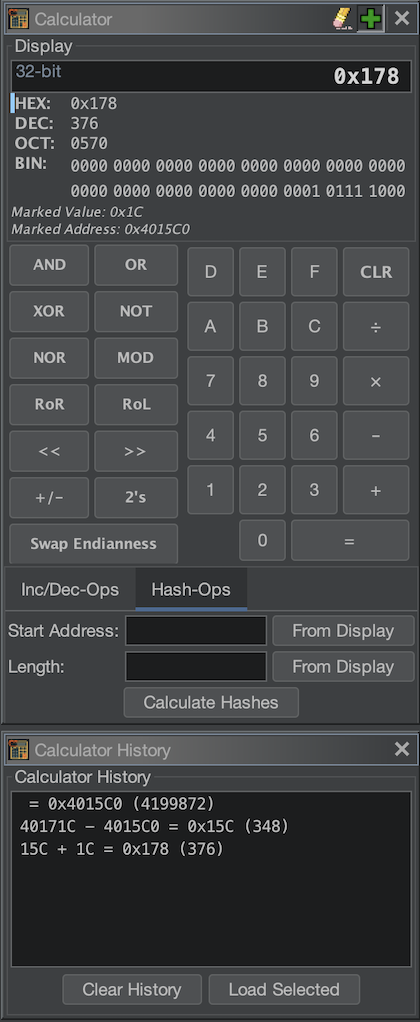 Calculator
Display
32-bit 0x178
HEX: 0x178
DEC: 376
OCT: 0570
BIN: 0000 0000 0000 0000 0000 0000 0000 0000
0000 0000 0000 0000 0000 0001 0111 1000
Marked Value: 0x1C
Marked Address: 0x4015C0
AND OR D E F CLR
XOR NOT A B C ÷
NOR MOD 7 8 9 ×
RoR RoL 4 5 6 −
<< >> 1 2 3 +
+/- 2's
Swap Endianness 0 =
Inc/Dec-Ops Hash-Ops
Start Address: From Display
Length: From Display
Calculate Hashes
Calculator History
Calculator History
= 0x4015C0 (4199872)
40171C − 4015C0 = 0x15C (348)
15C + 1C = 0x178 (376)
Clear History Load Selected